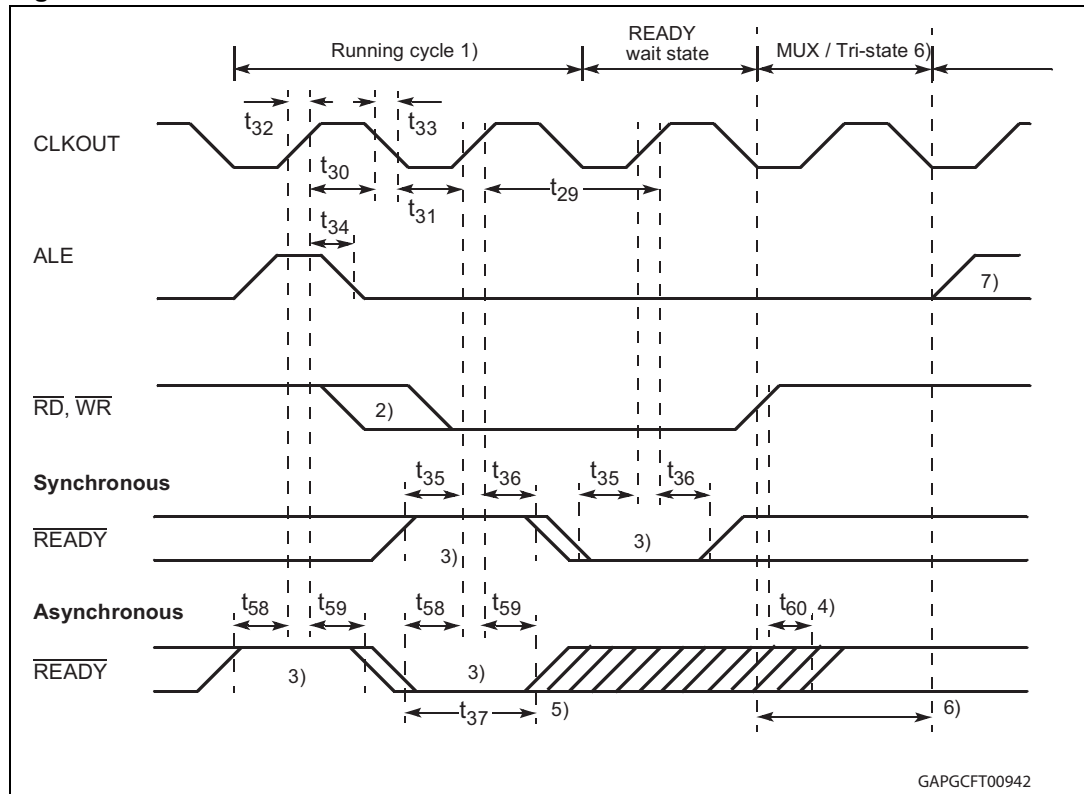 READY
Running cycle 1)
wait state
MUX / Tri-state 6)
t32
t33
CLKOUT
t30
t31
t29
t34
ALE
7)
RD, WR
2)
t35
t36
t35
t36
Synchronous
READY
3)
3)
Asynchronous
t58
t59
t58
t59
t60
4)
READY
3)
3)
t37
5)
6)
GAPGCFT00942